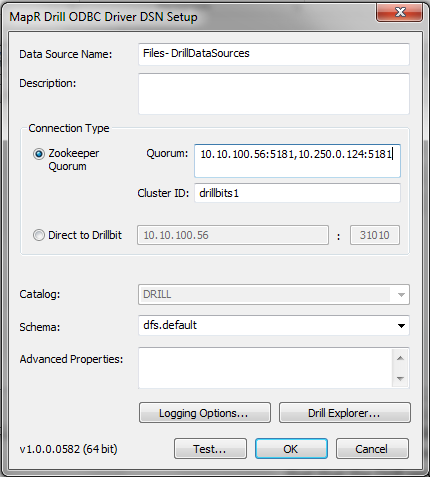 MapR Drill ODBC Driver DSN Setup
Data Source Name: Files-DrillDataSources
Description:
Connection Type
Zookeeper Quorum
Quorum: 10.10.100.56:5181,10.250.0.124:5181
Cluster ID: drillbits1
Direct to Drillbit 10.10.100.56 : 31010
Catalog: DRILL
Schema: dfs.default
Advanced Properties:
Logging Options... Drill Explorer...
v1.0.0.0582 (64 bit) Test... OK Cancel